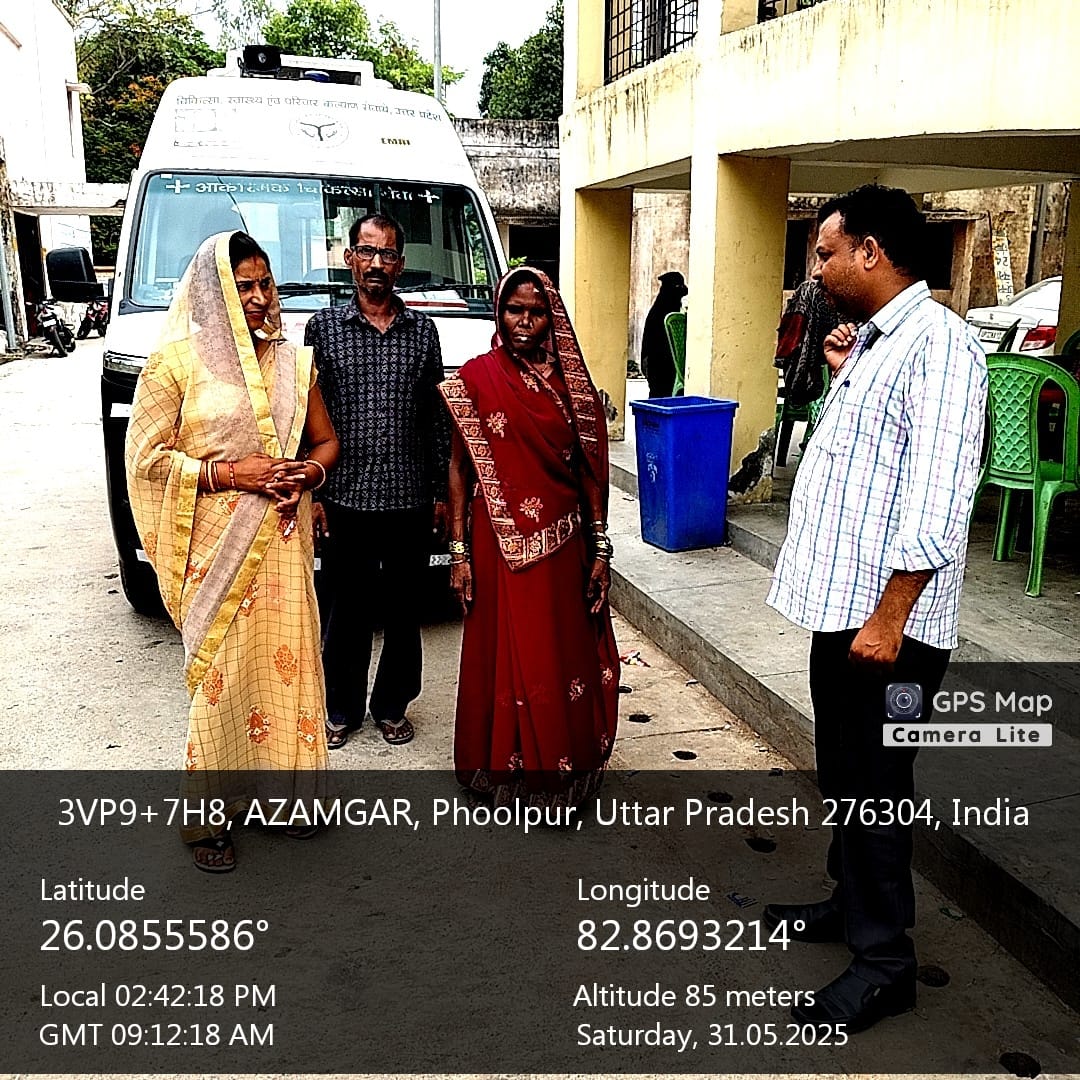 चिकित्सा, स्वास्थ्य एवं परिवार कल्याण सेवायें, उत्तर प्रदेश
EMRI
GPS Map
Camera Lite
3VP9+7H8, AZAMGAR, Phoolpur, Uttar Pradesh 276304, India
Latitude
26.0855586°
Longitude
82.8693214°
Local 02:42:18 PM
GMT 09:12:18 AM
Altitude 85 meters
Saturday, 31.05.2025